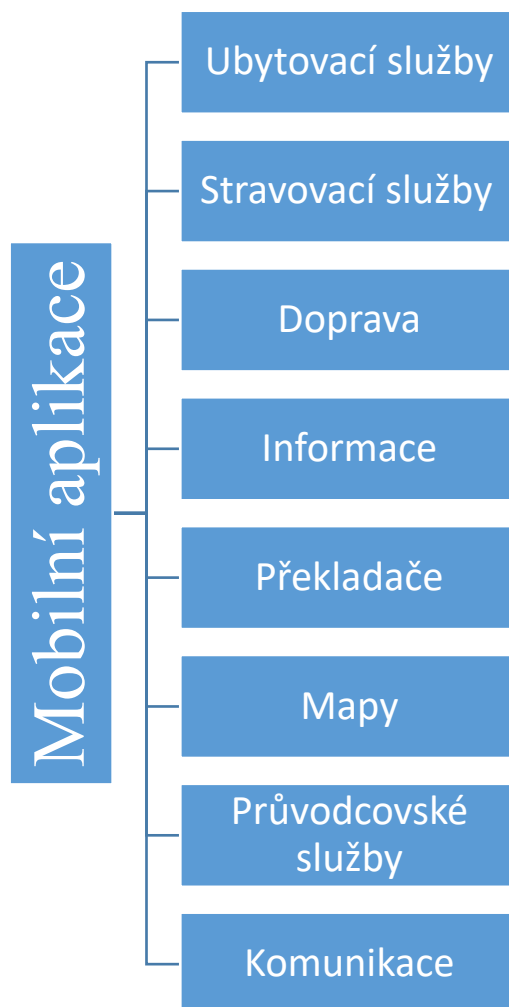 Mobilní aplikace
Ubytovací služby
Stravovací služby
Doprava
Informace
Překladače
Mapy
Průvodcovské
služby
Komunikace